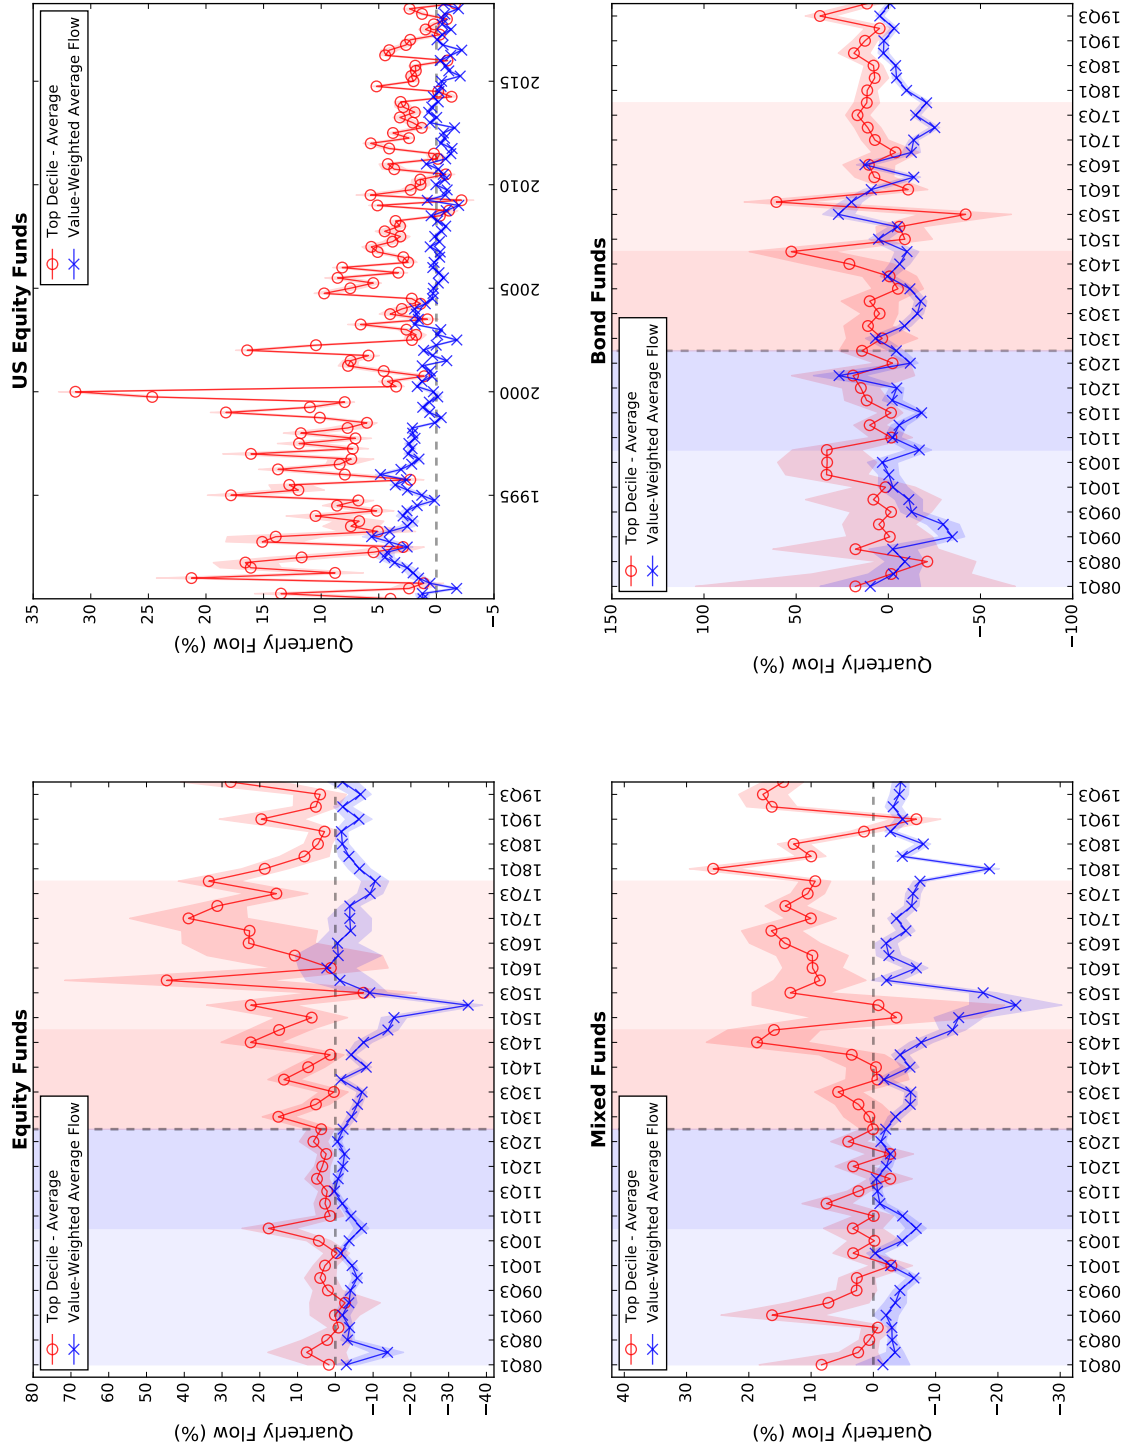 US Equity Funds
Top Decile - Average
Value-Weighted Average Flow
Quarterly Flow (%)
35
30
25
20
15
10
5
0
−5
1995
2000
2005
2010
2015
Bond Funds
Top Decile - Average
Value-Weighted Average Flow
Quarterly Flow (%)
150
100
50
0
−50
−100
08Q1
08Q3
09Q1
09Q3
10Q1
10Q3
11Q1
11Q3
12Q1
12Q3
13Q1
13Q3
14Q1
14Q3
15Q1
15Q3
16Q1
16Q3
17Q1
17Q3
18Q1
18Q3
19Q1
19Q3
Equity Funds
Top Decile - Average
Value-Weighted Average Flow
Quarterly Flow (%)
80
70
60
50
40
30
20
10
0
−10
−20
−30
−40
08Q1
08Q3
09Q1
09Q3
10Q1
10Q3
11Q1
11Q3
12Q1
12Q3
13Q1
13Q3
14Q1
14Q3
15Q1
15Q3
16Q1
16Q3
17Q1
17Q3
18Q1
18Q3
19Q1
19Q3
Mixed Funds
Top Decile - Average
Value-Weighted Average Flow
Quarterly Flow (%)
40
30
20
10
0
−10
−20
−30
08Q1
08Q3
09Q1
09Q3
10Q1
10Q3
11Q1
11Q3
12Q1
12Q3
13Q1
13Q3
14Q1
14Q3
15Q1
15Q3
16Q1
16Q3
17Q1
17Q3
18Q1
18Q3
19Q1
19Q3